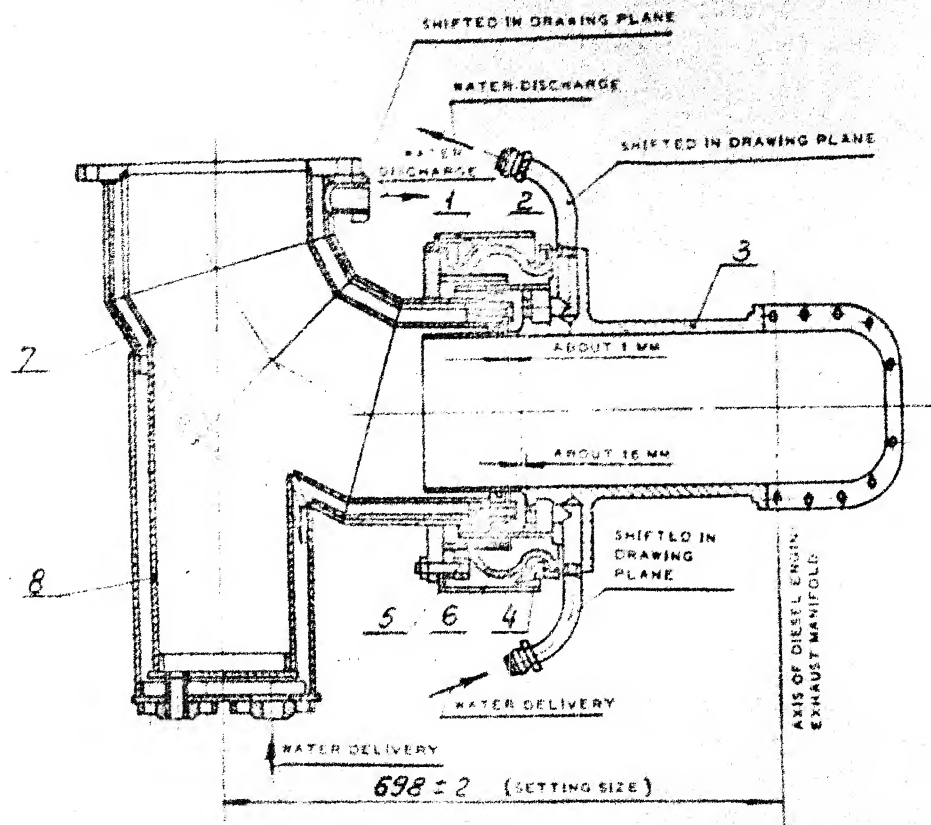 SHIFTED IN DRAWING PLANE
WATER DISCHARGE
SHIFTED IN DRAWING PLANE
WATER
DISCHARGE
1
2
3
7
ABOUT 1 MM
ABOUT 16 MM
SHIFTED IN
DRAWING
PLANE
8
5 6 4
WATER DELIVERY
WATER DELIVERY
AXIS OF DIESEL ENGINE
EXHAUST MANIFOLD
698 ± 2 (SETTING SIZE)